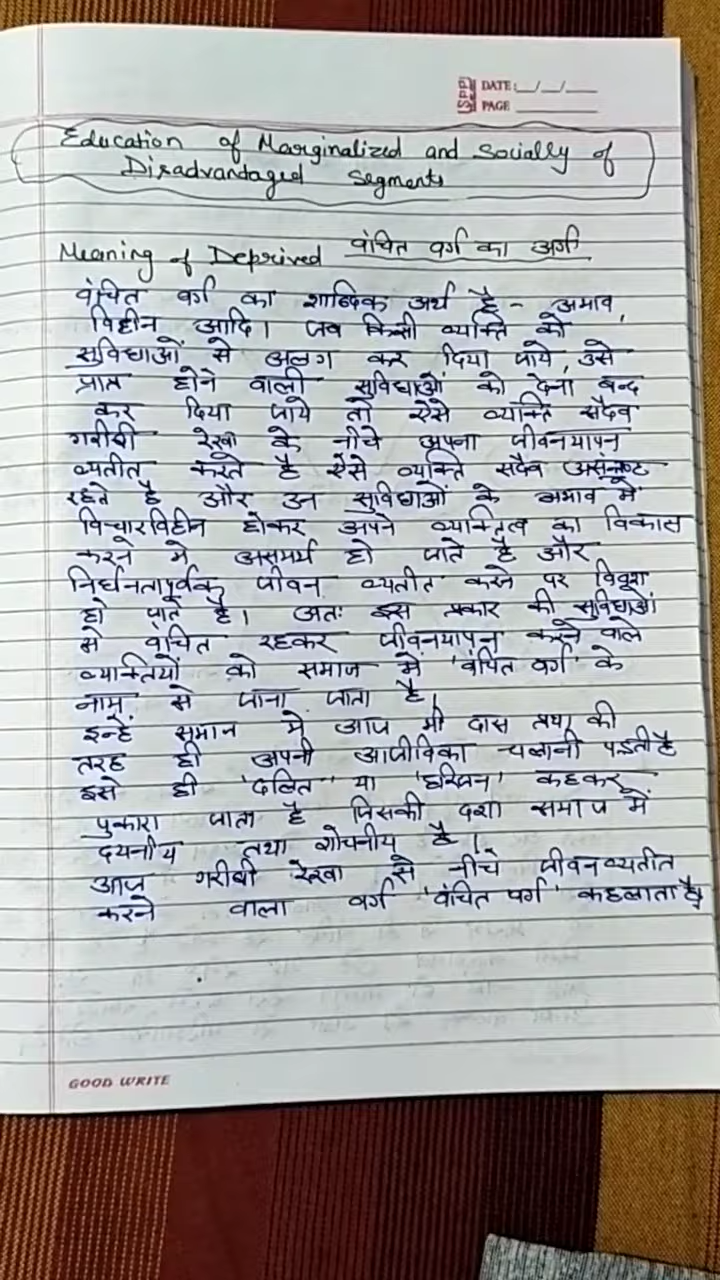 SPP DATE: __/__/__
PAGE
Education of Marginalized and Socially of
Disadvantaged Segments
Meaning of Deprived वंचित वर्ग का अर्थ
वंचित वर्ग का शाब्दिक अर्थ है - अभाव,
विहीन आदि। जब किसी व्यक्ति को
सुविधाओं से अलग कर दिया जाये, उसे
प्राप्त होने वाली सुविधाओं को देना बन्द
कर दिया जाये तो ऐसे व्यक्ति सदैव
गरीबी रेखा के नीचे अपना जीवनयापन
व्यतीत करते है ऐसे व्यक्ति सदैव असंतुष्ट
रहते है और उन सुविधाओं के अभाव में
विचारविहीन होकर अपने व्यक्तित्व का विकास
करने मे असमर्थ हो जाते है और
निर्धनतापूर्वक जीवन व्यतीत करने पर विवश
हो जाते है। अतः इस प्रकार की सुविधाओं
से वंचित रहकर जीवनयापन करने वाले
व्यक्तियों को समाज में 'वंचित वर्ग' के
नाम से जाना जाता है।
इन्हें समाज मे आज भी दास प्रथा की
तरह ही अपनी आजीविका चलानी पड़ती है
इसे ही 'दलित' या 'हरिजन' कहकर
पुकारा जाता है जिसकी दशा समाज में
दयनीय तथा शोचनीय है।
आज गरीबी रेखा से नीचे जीवन व्यतीत
करने वाला वर्ग 'वंचित वर्ग' कहलाता है।
GOOD WRITE